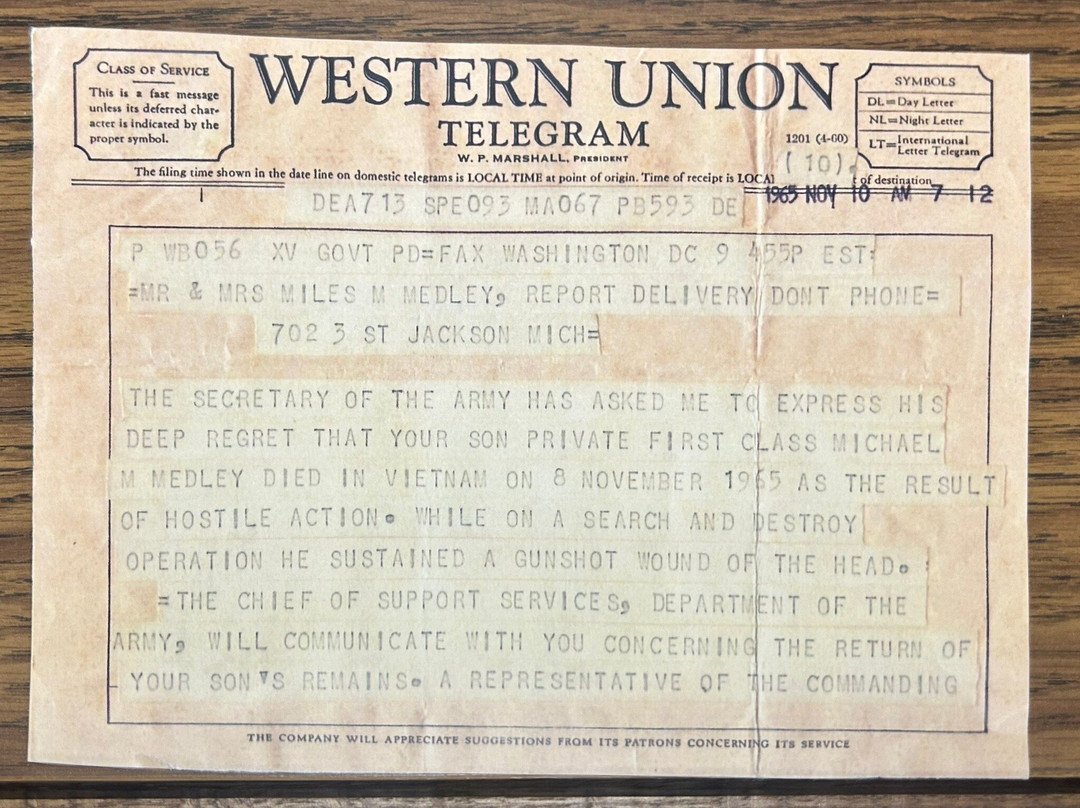 CLASS OF SERVICE
This is a fast message
unless its deferred char-
acter is indicated by the
proper symbol.
WESTERN UNION
TELEGRAM
W. P. MARSHALL, PRESIDENT
1201 (4-60)
SYMBOLS
DL=Day Letter
NL=Night Letter
LT=International Letter Telegram
(10)
The filing time shown in the date line on domestic telegrams is LOCAL TIME at point of origin. Time of receipt is LOCAL of destination
1965 NOV 10 AM 7 12
DEA713 SPE093 MA067 PB593 DE
P WB056 XV GOVT PD=FAX WASHINGTON DC 9 455P EST=
=MR & MRS MILES M MEDLEY, REPORT DELIVERY DONT PHONE=
702 3 ST JACKSON MICH=
THE SECRETARY OF THE ARMY HAS ASKED ME TO EXPRESS HIS
DEEP REGRET THAT YOUR SON PRIVATE FIRST CLASS MICHAEL
M MEDLEY DIED IN VIETNAM ON 8 NOVEMBER 1965 AS THE RESULT
OF HOSTILE ACTION. WHILE ON A SEARCH AND DESTROY
OPERATION HE SUSTAINED A GUNSHOT WOUND OF THE HEAD.
=THE CHIEF OF SUPPORT SERVICES, DEPARTMENT OF THE
ARMY, WILL COMMUNICATE WITH YOU CONCERNING THE RETURN OF
YOUR SON'S REMAINS. A REPRESENTATIVE OF THE COMMANDING
THE COMPANY WILL APPRECIATE SUGGESTIONS FROM ITS PATRONS CONCERNING ITS SERVICE